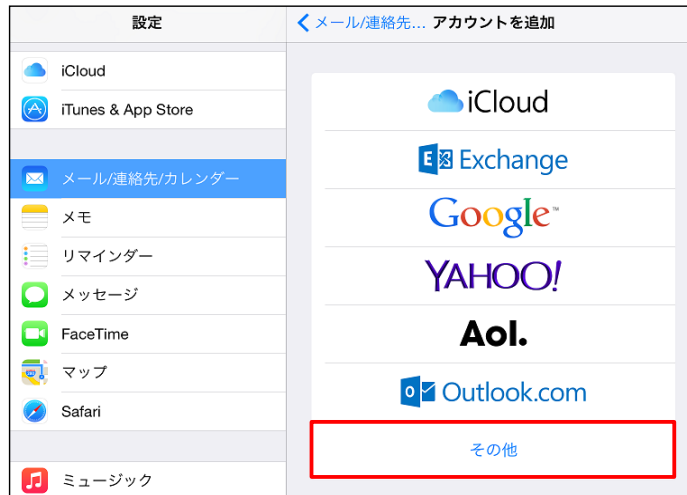 設定
iCloud
iTunes & App Store
メール/連絡先/カレンダー
メモ
リマインダー
メッセージ
FaceTime
マップ
Safari
ミュージック
メール/連絡先... アカウントを追加
iCloud
Exchange
Google™
YAHOO!
Aol.
Outlook.com
その他